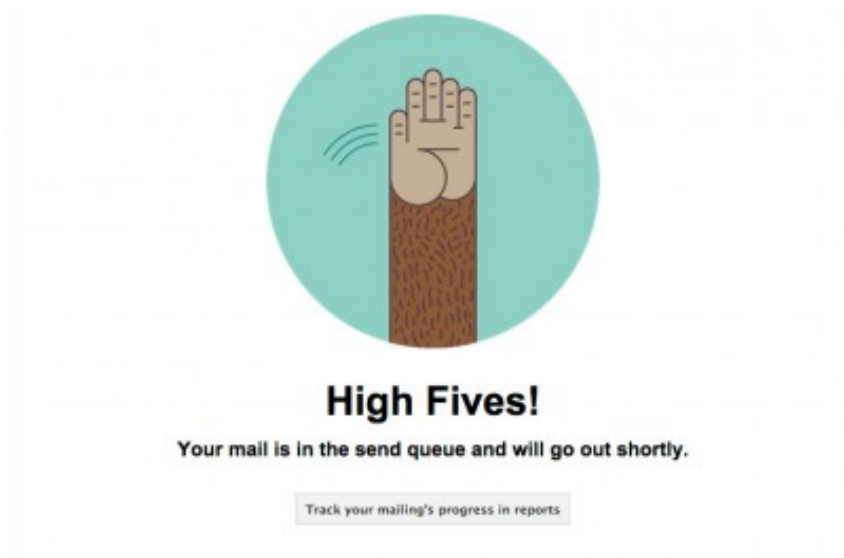 High Fives!
Your mail is in the send queue and will go out shortly.
Track your mailing's progress in reports